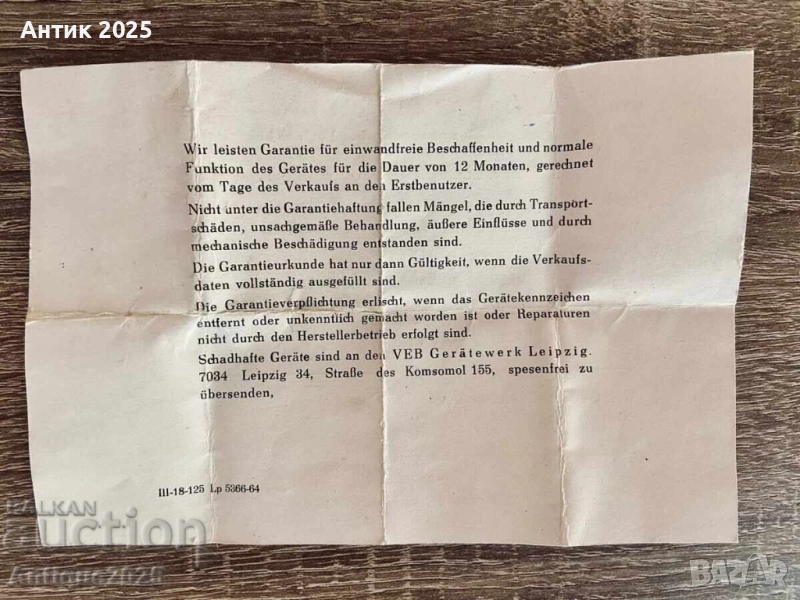 Антик 2025
Wir leisten Garantie für einwandfreie Beschaffenheit und normale
Funktion des Gerätes für die Dauer von 12 Monaten, gerechnet
vom Tage des Verkaufs an den Erstbenutzer.
Nicht unter die Garantiehaftung fallen Mängel, die durch Transport-
schäden, unsachgemäße Behandlung, äußere Einflüsse und durch
mechanische Beschädigung entstanden sind.
Die Garantieurkunde hat nur dann Gültigkeit, wenn die Verkaufs-
daten vollständig ausgefüllt sind.
Die Garantieverpflichtung erlischt, wenn das Gerätekennzeichen
entfernt oder unkenntlich gemacht worden ist oder Reparaturen
nicht durch den Herstellerbetrieb erfolgt sind.
Schadhafte Geräte sind an den VEB Gerätewerk Leipzig.
7034 Leipzig 34, Straße des Komsomol 155, spesenfrei zu
übersenden,
III-18-125 Lp 5366-64
BALKAN
auction
Antique2025
BAZAR